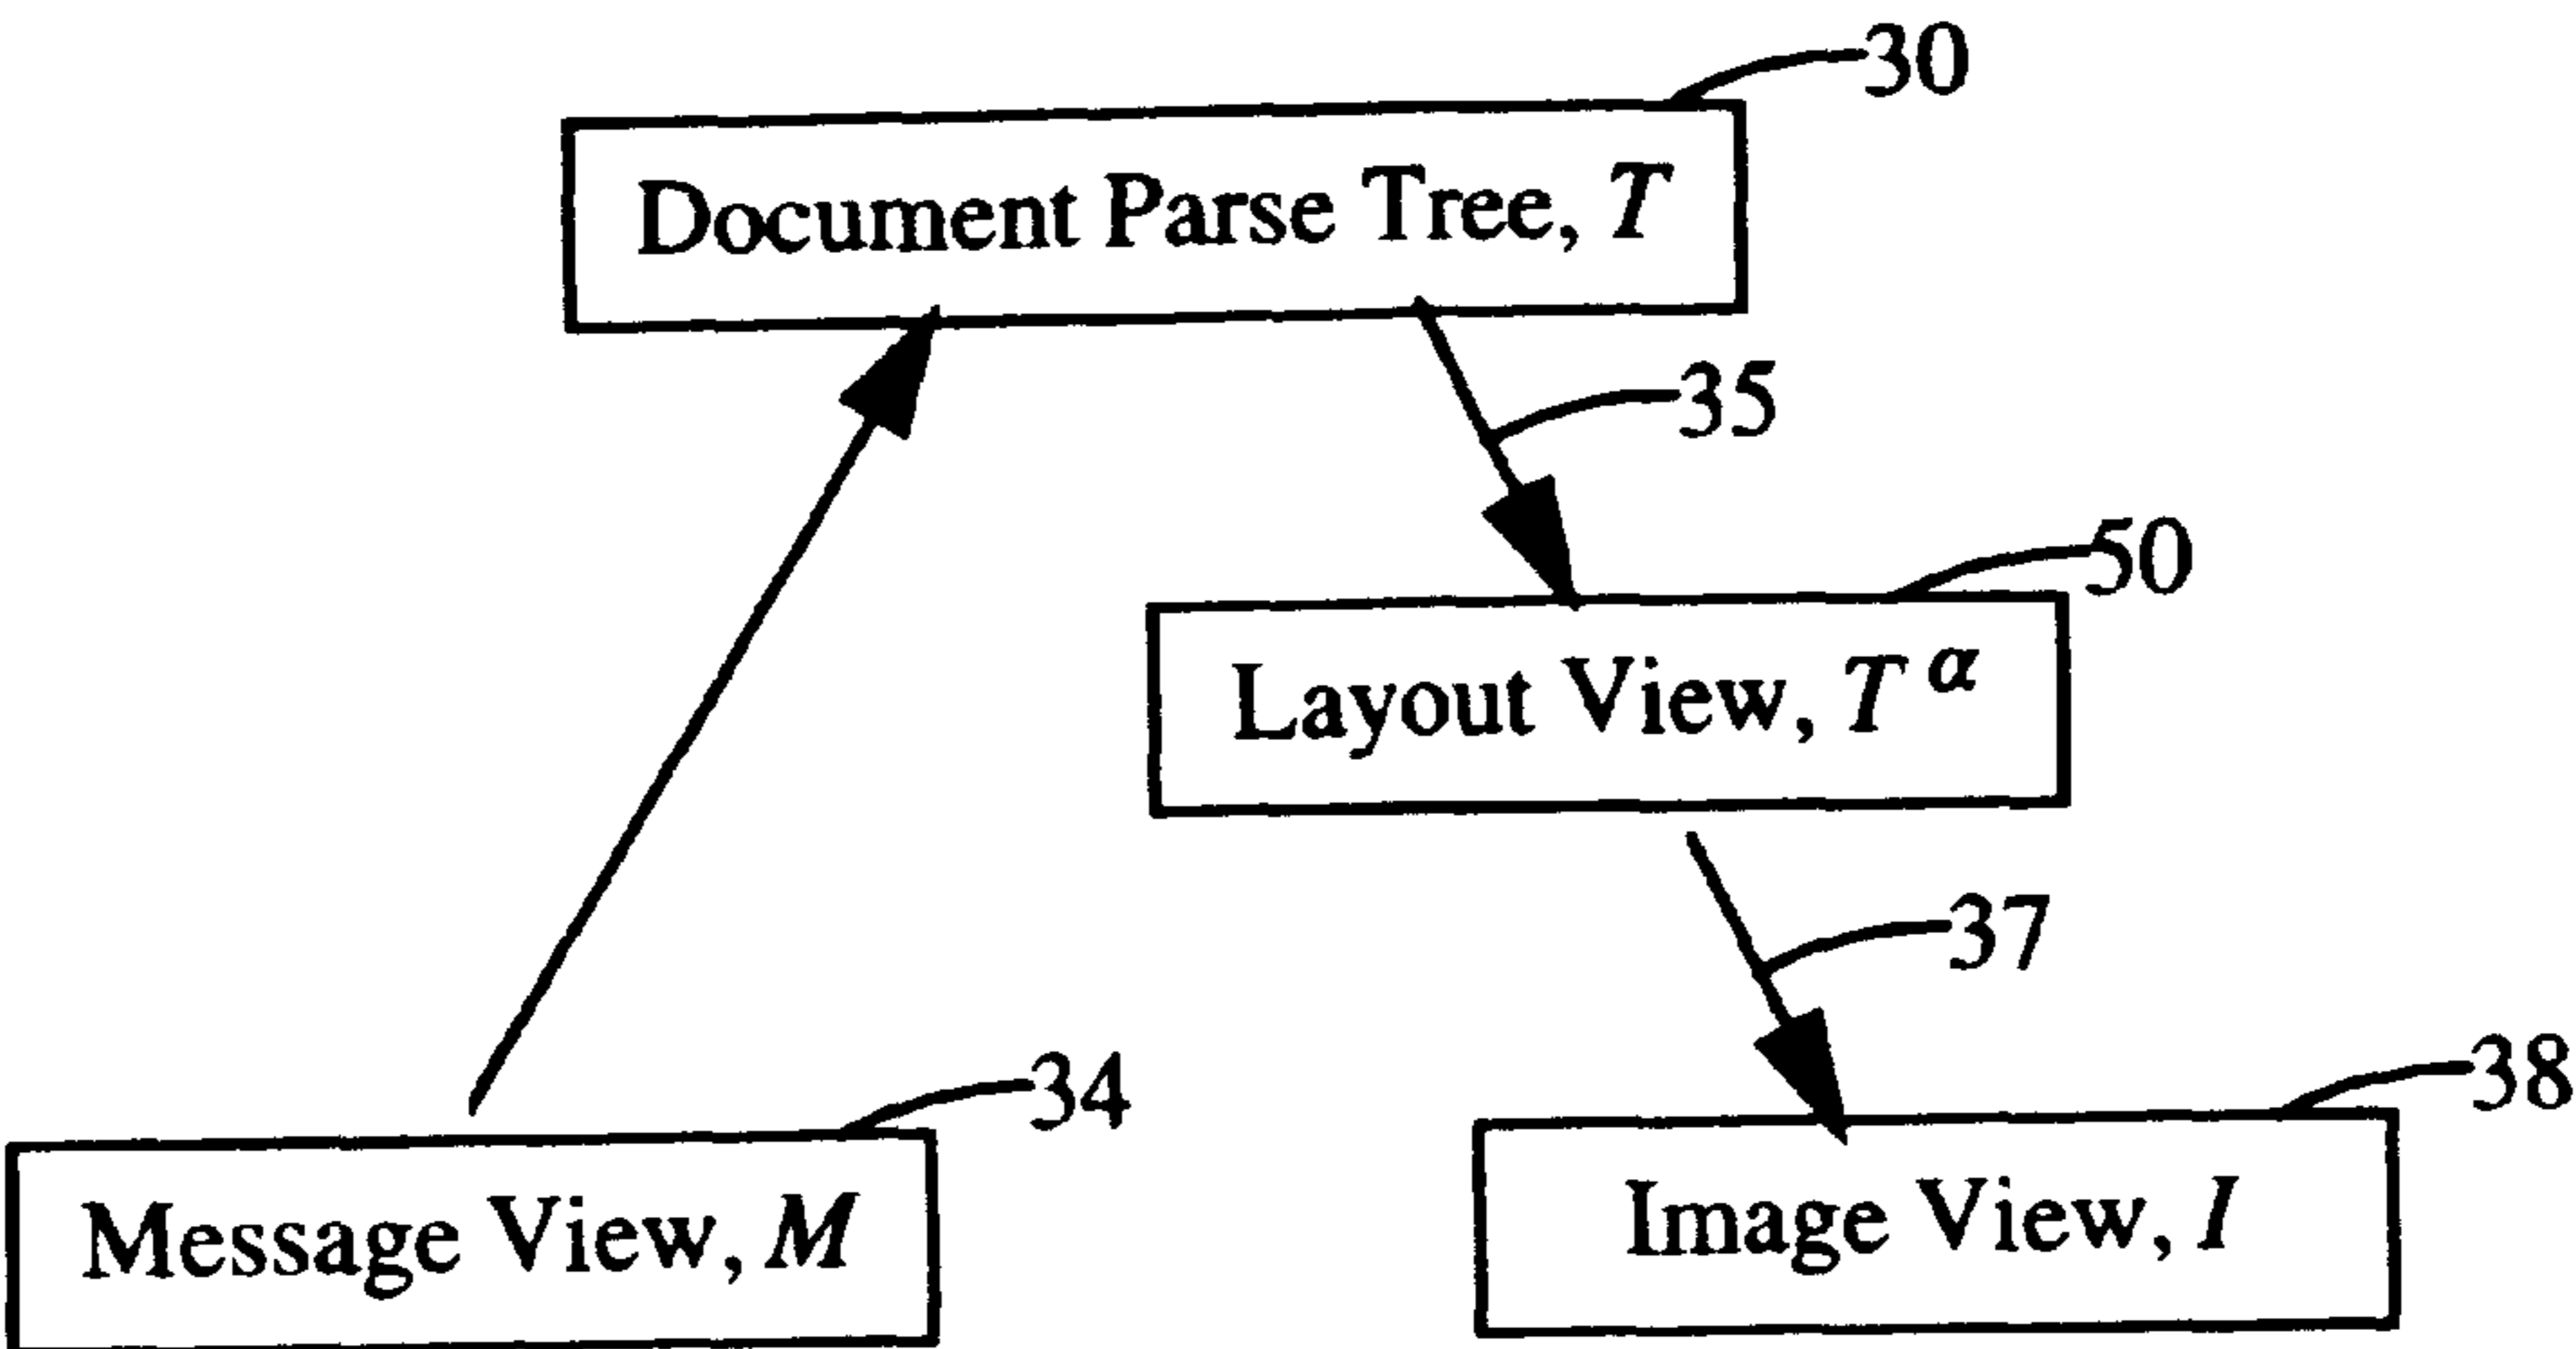 30
Document Parse Tree, T
35
50
Layout View, T^α
37
34
38
Message View, M
Image View, I